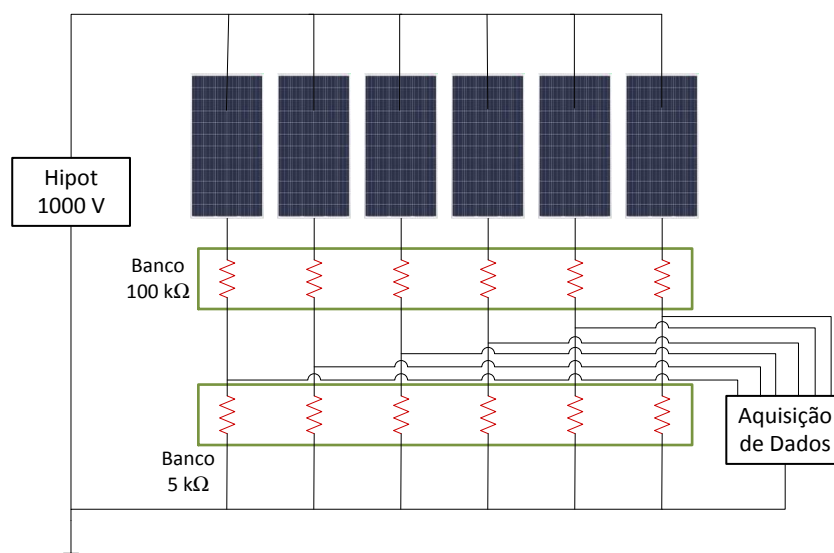 Hipot
1000 V
Banco
100 kΩ
Aquisição
de Dados
Banco
5 kΩ